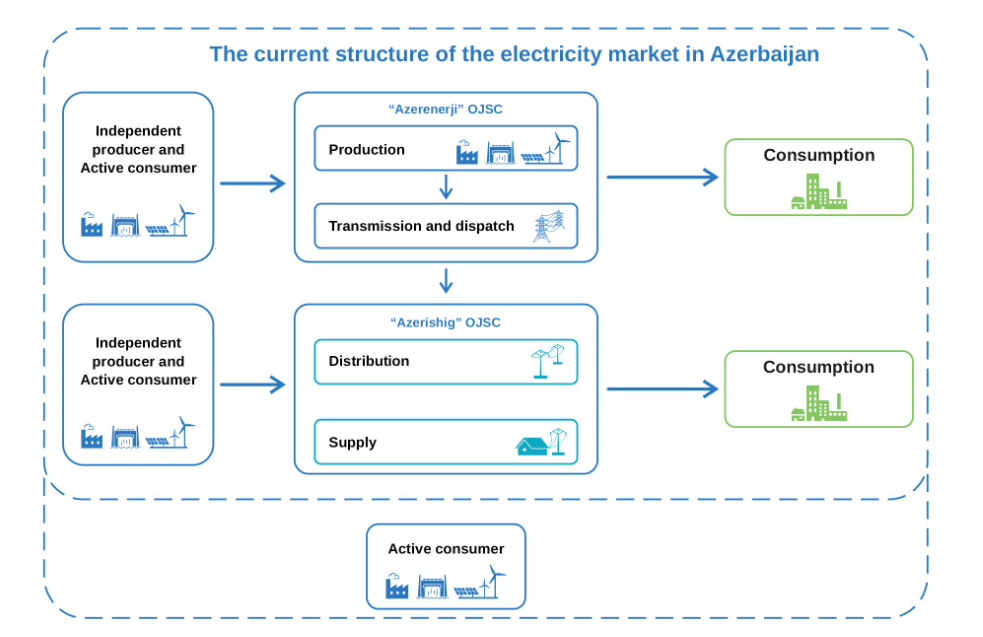 The current structure of the electricity market in Azerbaijan
Independent
producer and
Active consumer
“Azerenerji” OJSC
Production
Transmission and dispatch
Consumption
Independent
producer and
Active consumer
“Azerishig” OJSC
Distribution
Supply
Consumption
Active consumer